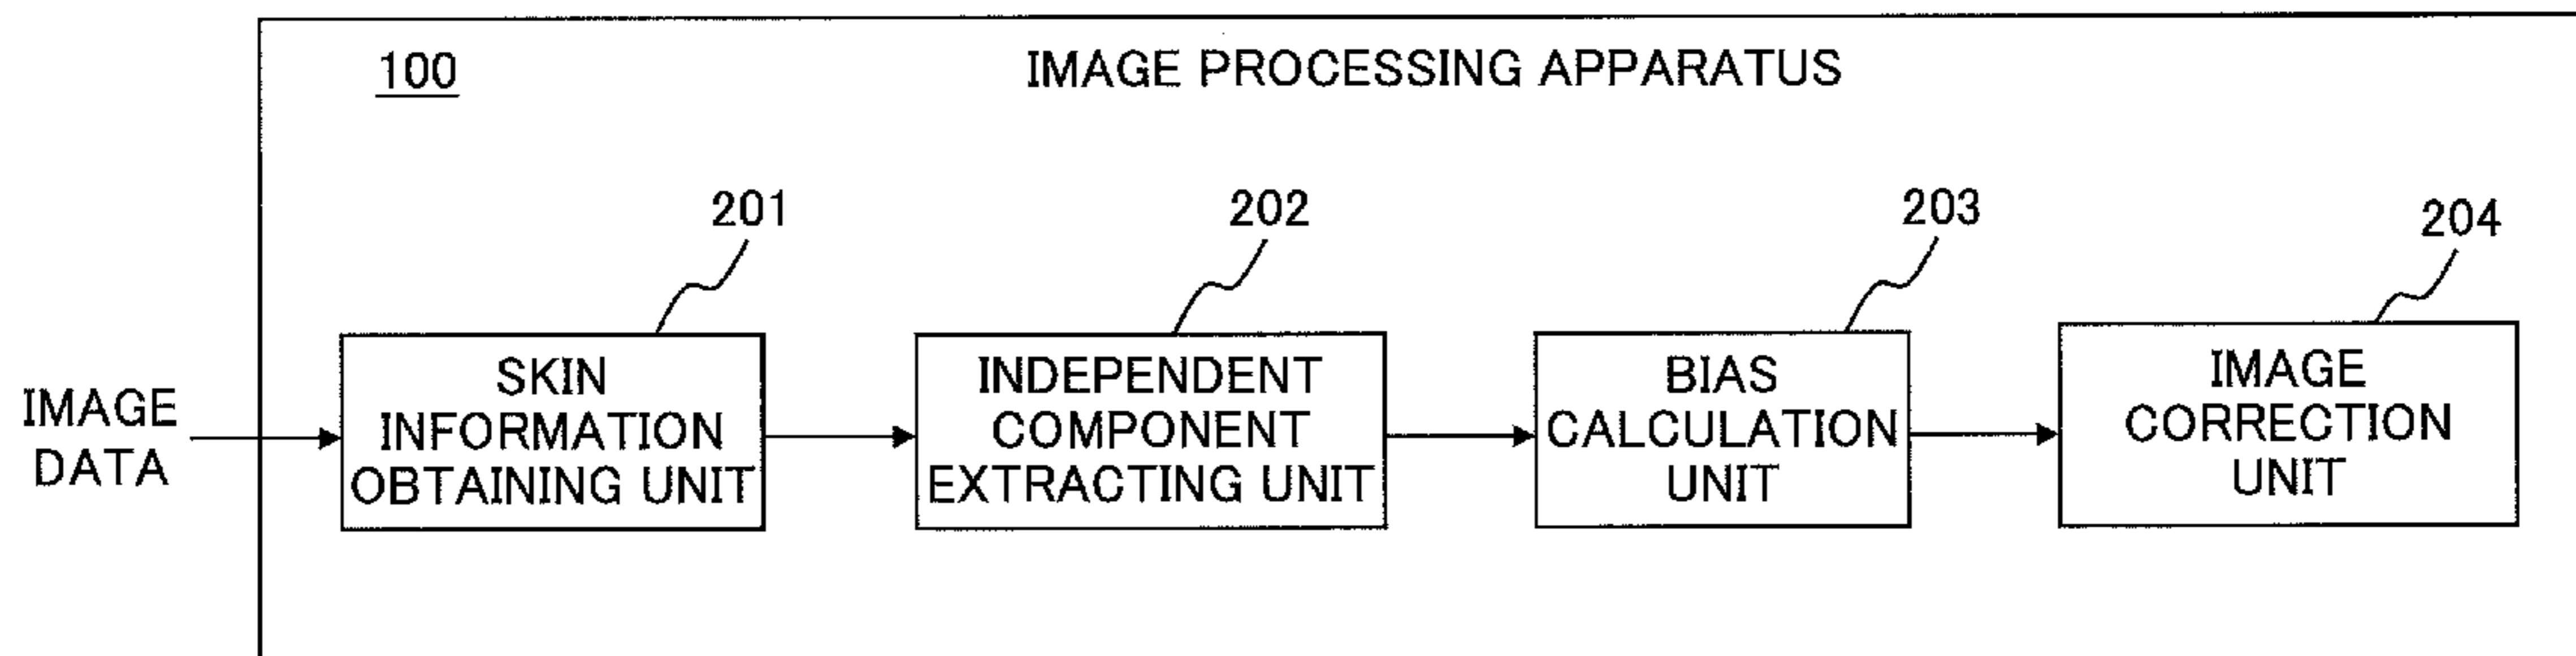 100
IMAGE PROCESSING APPARATUS
201
202
203
204
IMAGE
DATA
SKIN
INFORMATION
OBTAINING UNIT
INDEPENDENT
COMPONENT
EXTRACTING UNIT
BIAS
CALCULATION
UNIT
IMAGE
CORRECTION
UNIT